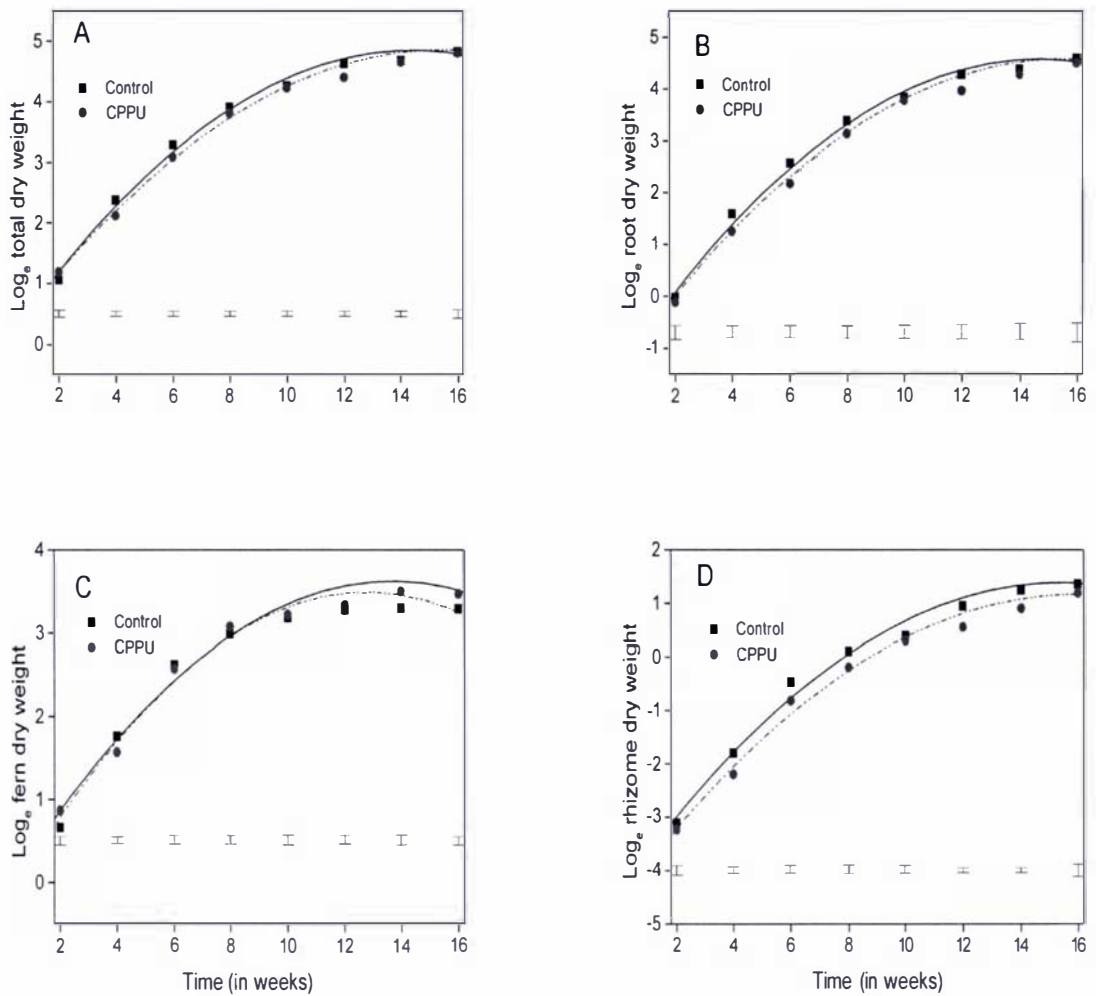 A
Control
CPPU
Log_e total dry weight
5
4
3
2
1
0
2 4 6 8 10 12 14 16
B
Control
CPPU
Log_e root dry weight
5
4
3
2
1
0
-1
2 4 6 8 10 12 14 16
C
Control
CPPU
Log_e fern dry weight
4
3
2
1
0
2 4 6 8 10 12 14 16
Time (in weeks)
D
Control
CPPU
Log_e rhizome dry weight
2
1
0
-1
-2
-3
-4
-5
2 4 6 8 10 12 14 16
Time (in weeks)